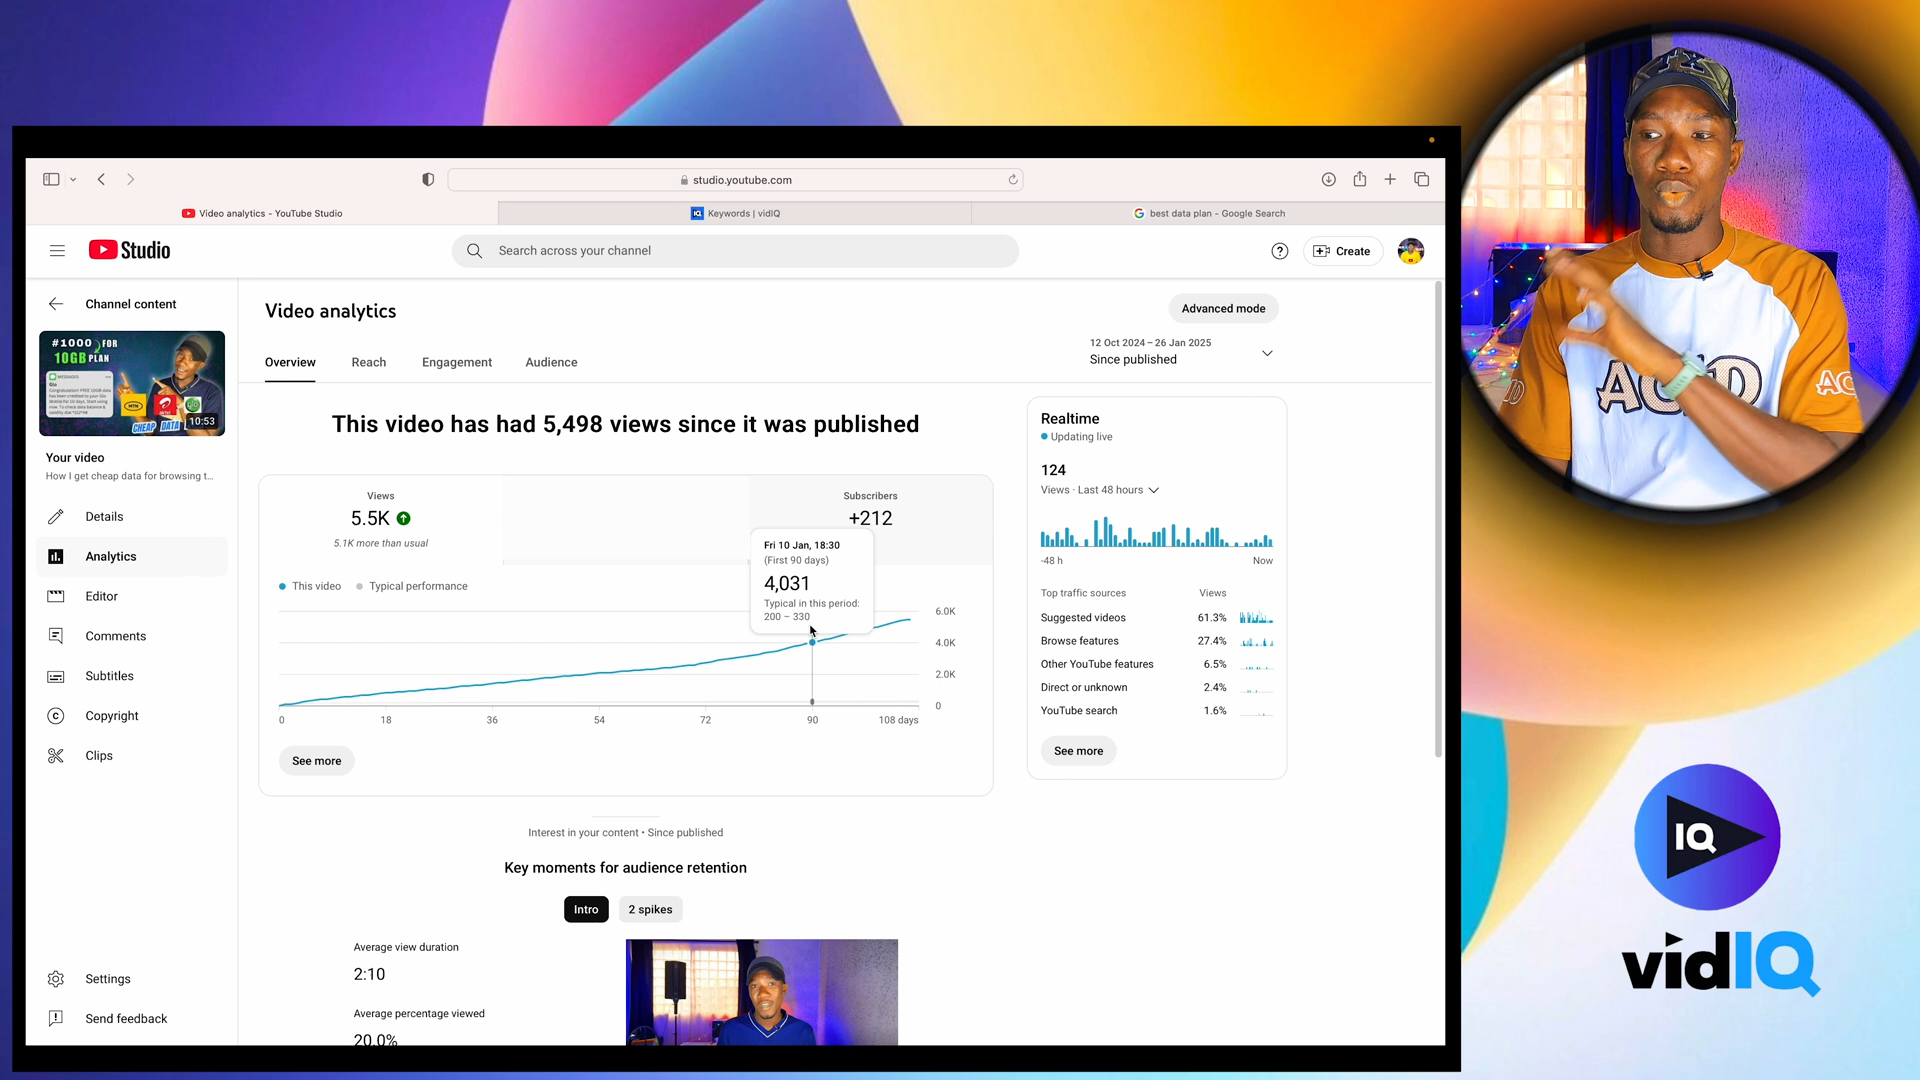 studio.youtube.com
Video analytics - YouTube Studio
Keywords | vidIQ
best data plan - Google Search
Studio
Search across your channel
Create
Channel content
#1000 FOR
10GB PLAN
MESSAGES
Glo
CHEAP DATA
10:53
Your video
How I get cheap data for browsing t...
Details
Analytics
Editor
Comments
Subtitles
Copyright
Clips
Settings
Send feedback
Video analytics
Advanced mode
12 Oct 2024 – 26 Jan 2025
Since published
Overview
Reach
Engagement
Audience
This video has had 5,498 views since it was published
Views
5.5K
5.1K more than usual
Subscribers
+212
Fri 10 Jan, 18:30
(First 90 days)
4,031
Typical in this period:
200 – 330
This video
Typical performance
6.0K
4.0K
2.0K
0
0 18 36 54 72 90 108 days
See more
Realtime
Updating live
124
Views · Last 48 hours
-48 h
Now
Top traffic sources Views
Suggested videos 61.3%
Browse features 27.4%
Other YouTube features 6.5%
Direct or unknown 2.4%
YouTube search 1.6%
See more
Interest in your content • Since published
Key moments for audience retention
Intro
2 spikes
Average view duration
2:10
Average percentage viewed
20.0%
IQ
vidIQ